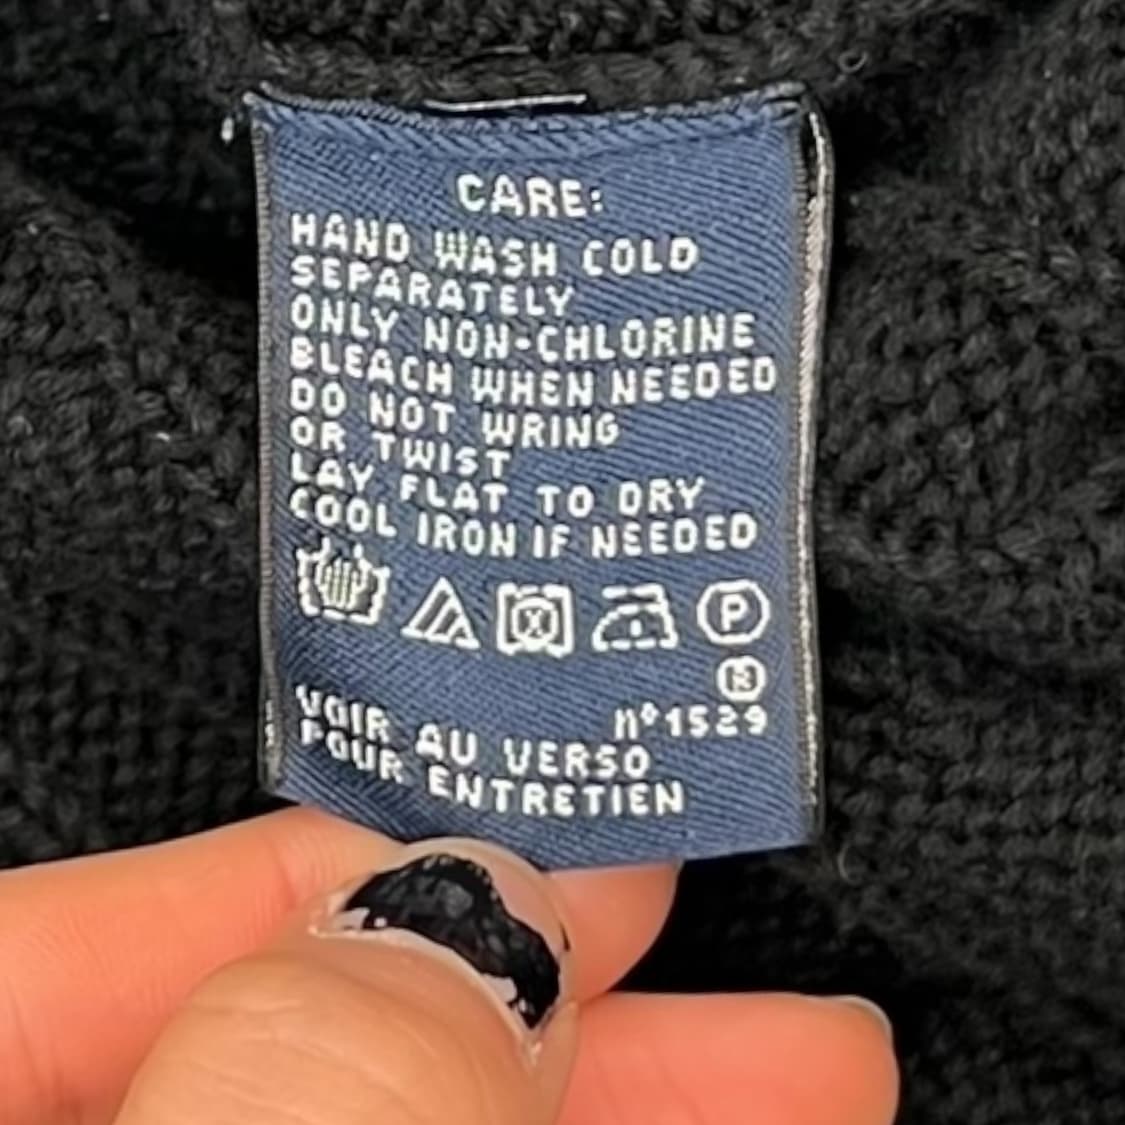 CARE:
HAND WASH COLD
SEPARATELY
ONLY NON-CHLORINE
BLEACH WHEN NEEDED
DO NOT WRING
OR TWIST
LAY FLAT TO DRY
COOL IRON IF NEEDED
P
n°1529
VOIR AU VERSO
POUR ENTRETIEN